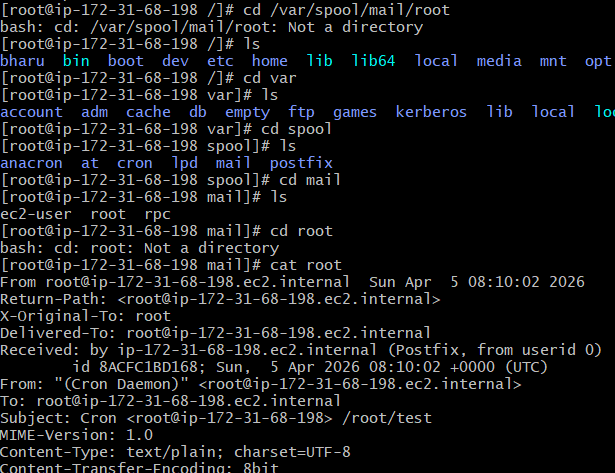 [root@ip-172-31-68-198 /]# cd /var/spool/mail/root
bash: cd: /var/spool/mail/root: Not a directory
[root@ip-172-31-68-198 /]# ls
bharu  bin  boot  dev  etc  home  lib  lib64  local  media  mnt  opt
[root@ip-172-31-68-198 /]# cd var
[root@ip-172-31-68-198 var]# ls
account  adm  cache  db  empty  ftp  games  kerberos  lib  local  loc
[root@ip-172-31-68-198 var]# cd spool
[root@ip-172-31-68-198 spool]# ls
anacron  at  cron  lpd  mail  postfix
[root@ip-172-31-68-198 spool]# cd mail
[root@ip-172-31-68-198 mail]# ls
ec2-user  root  rpc
[root@ip-172-31-68-198 mail]# cd root
bash: cd: root: Not a directory
[root@ip-172-31-68-198 mail]# cat root
From root@ip-172-31-68-198.ec2.internal  Sun Apr  5 08:10:02 2026
Return-Path: <root@ip-172-31-68-198.ec2.internal>
X-Original-To: root
Delivered-To: root@ip-172-31-68-198.ec2.internal
Received: by ip-172-31-68-198.ec2.internal (Postfix, from userid 0)
        id 8ACFC1BD168; Sun,  5 Apr 2026 08:10:02 +0000 (UTC)
From: "(Cron Daemon)" <root@ip-172-31-68-198.ec2.internal>
To: root@ip-172-31-68-198.ec2.internal
Subject: Cron <root@ip-172-31-68-198> /root/test
MIME-Version: 1.0
Content-Type: text/plain; charset=UTF-8
Content-Transfer-Encoding: 8bit